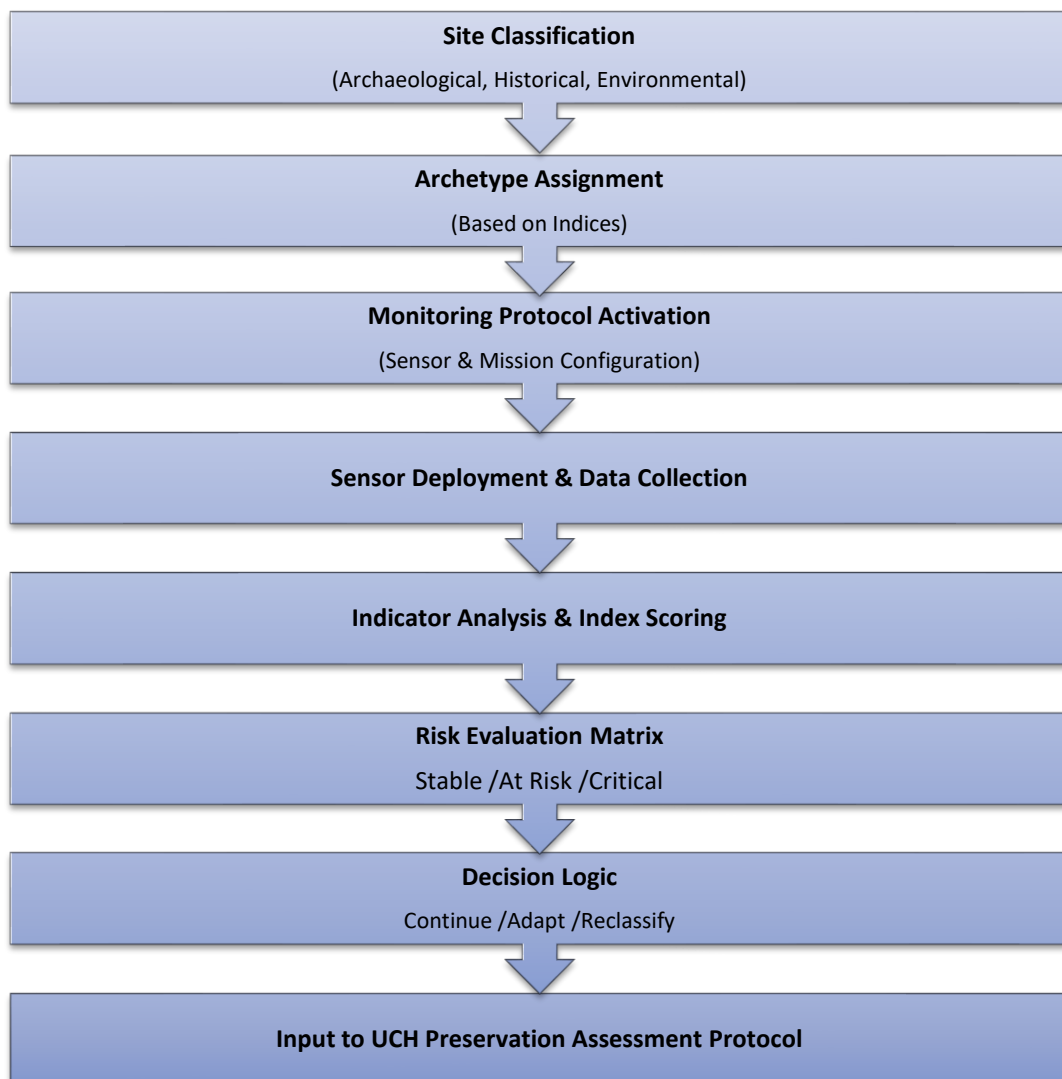 Site Classification
(Archaeological, Historical, Environmental)
Archetype Assignment
(Based on Indices)
Monitoring Protocol Activation
(Sensor & Mission Configuration)
Sensor Deployment & Data Collection
Indicator Analysis & Index Scoring
Risk Evaluation Matrix
Stable /At Risk /Critical
Decision Logic
Continue /Adapt /Reclassify
Input to UCH Preservation Assessment Protocol